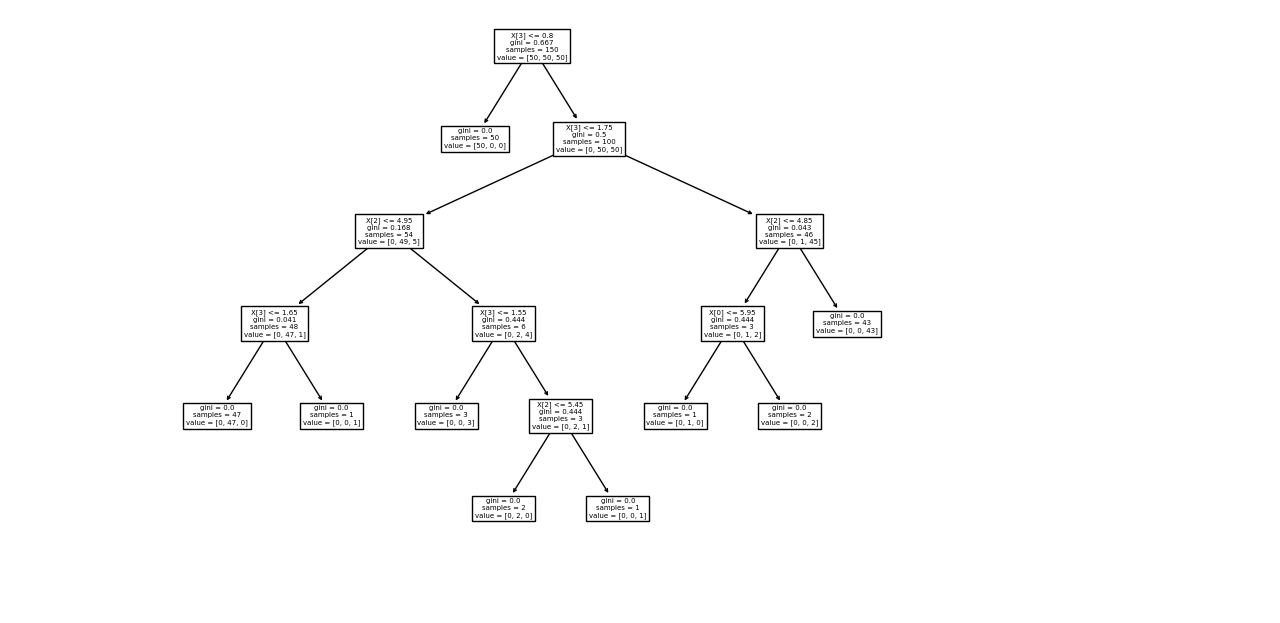 X[3] <= 0.8
gini = 0.667
samples = 150
value = [50, 50, 50]
gini = 0.0
samples = 50
value = [50, 0, 0]
X[3] <= 1.75
gini = 0.5
samples = 100
value = [0, 50, 50]
X[2] <= 4.95
gini = 0.168
samples = 54
value = [0, 49, 5]
X[2] <= 4.85
gini = 0.043
samples = 46
value = [0, 1, 45]
X[3] <= 1.65
gini = 0.041
samples = 48
value = [0, 47, 1]
X[3] <= 1.55
gini = 0.444
samples = 6
value = [0, 2, 4]
X[0] <= 5.95
gini = 0.444
samples = 3
value = [0, 1, 2]
gini = 0.0
samples = 43
value = [0, 0, 43]
gini = 0.0
samples = 47
value = [0, 47, 0]
gini = 0.0
samples = 1
value = [0, 0, 1]
gini = 0.0
samples = 3
value = [0, 0, 3]
X[2] <= 5.45
gini = 0.444
samples = 3
value = [0, 2, 1]
gini = 0.0
samples = 1
value = [0, 1, 0]
gini = 0.0
samples = 2
value = [0, 0, 2]
gini = 0.0
samples = 2
value = [0, 2, 0]
gini = 0.0
samples = 1
value = [0, 0, 1]